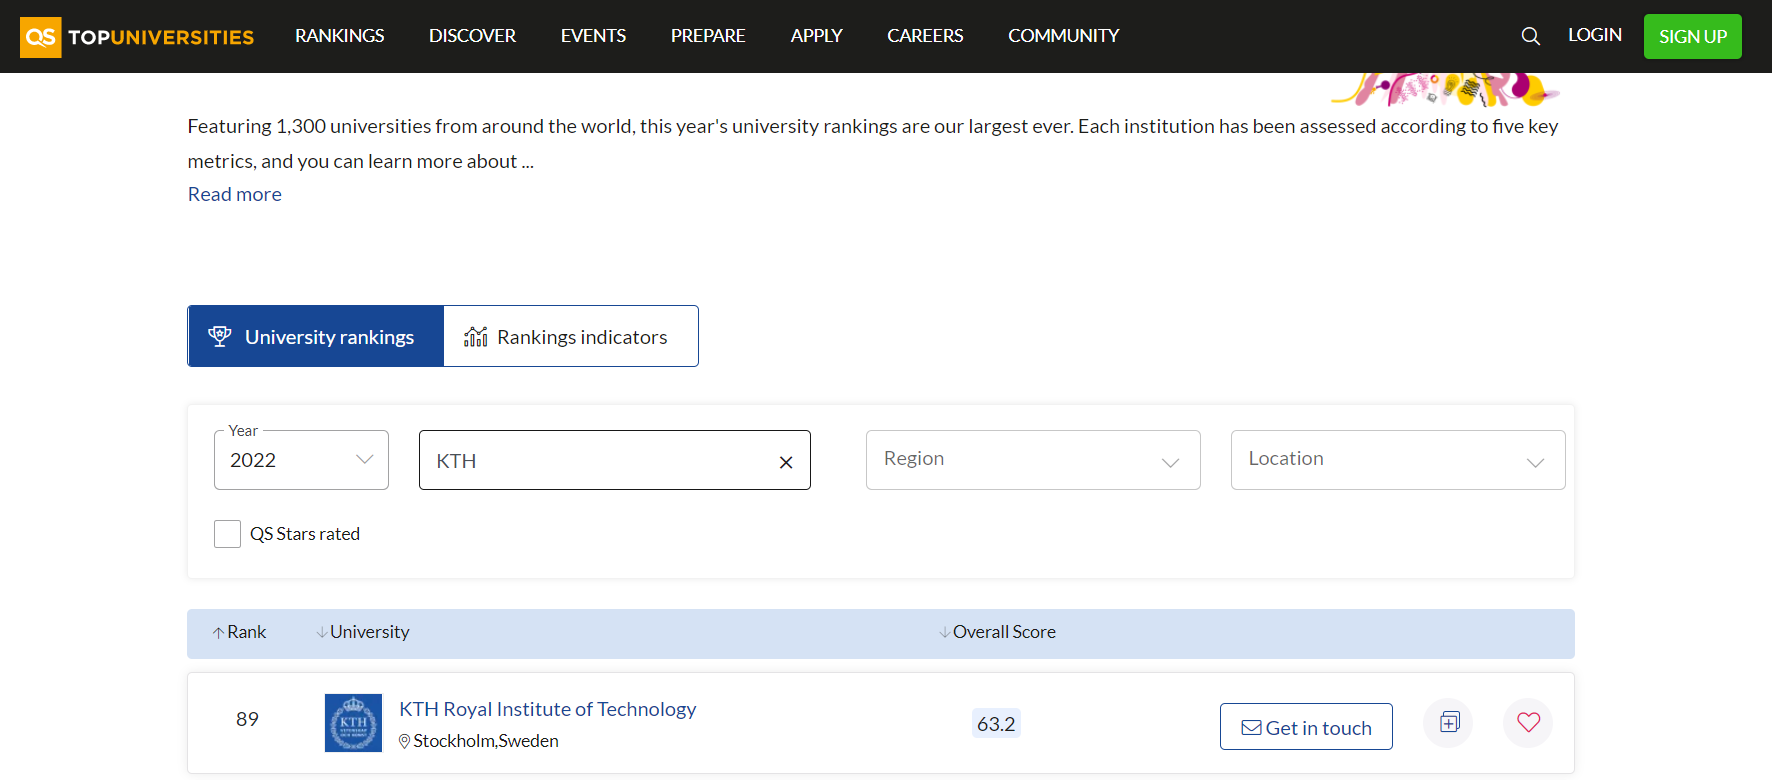 QS TOPUNIVERSITIES RANKINGS DISCOVER EVENTS PREPARE APPLY CAREERS COMMUNITY LOGIN SIGN UP
Featuring 1,300 universities from around the world, this year's university rankings are our largest ever. Each institution has been assessed according to five key
metrics, and you can learn more about ...
Read more
University rankings Rankings indicators
Year
2022 KTH Region Location
QS Stars rated
Rank University Overall Score
89 KTH KTH Royal Institute of Technology 63.2 Get in touch
Stockholm,Sweden